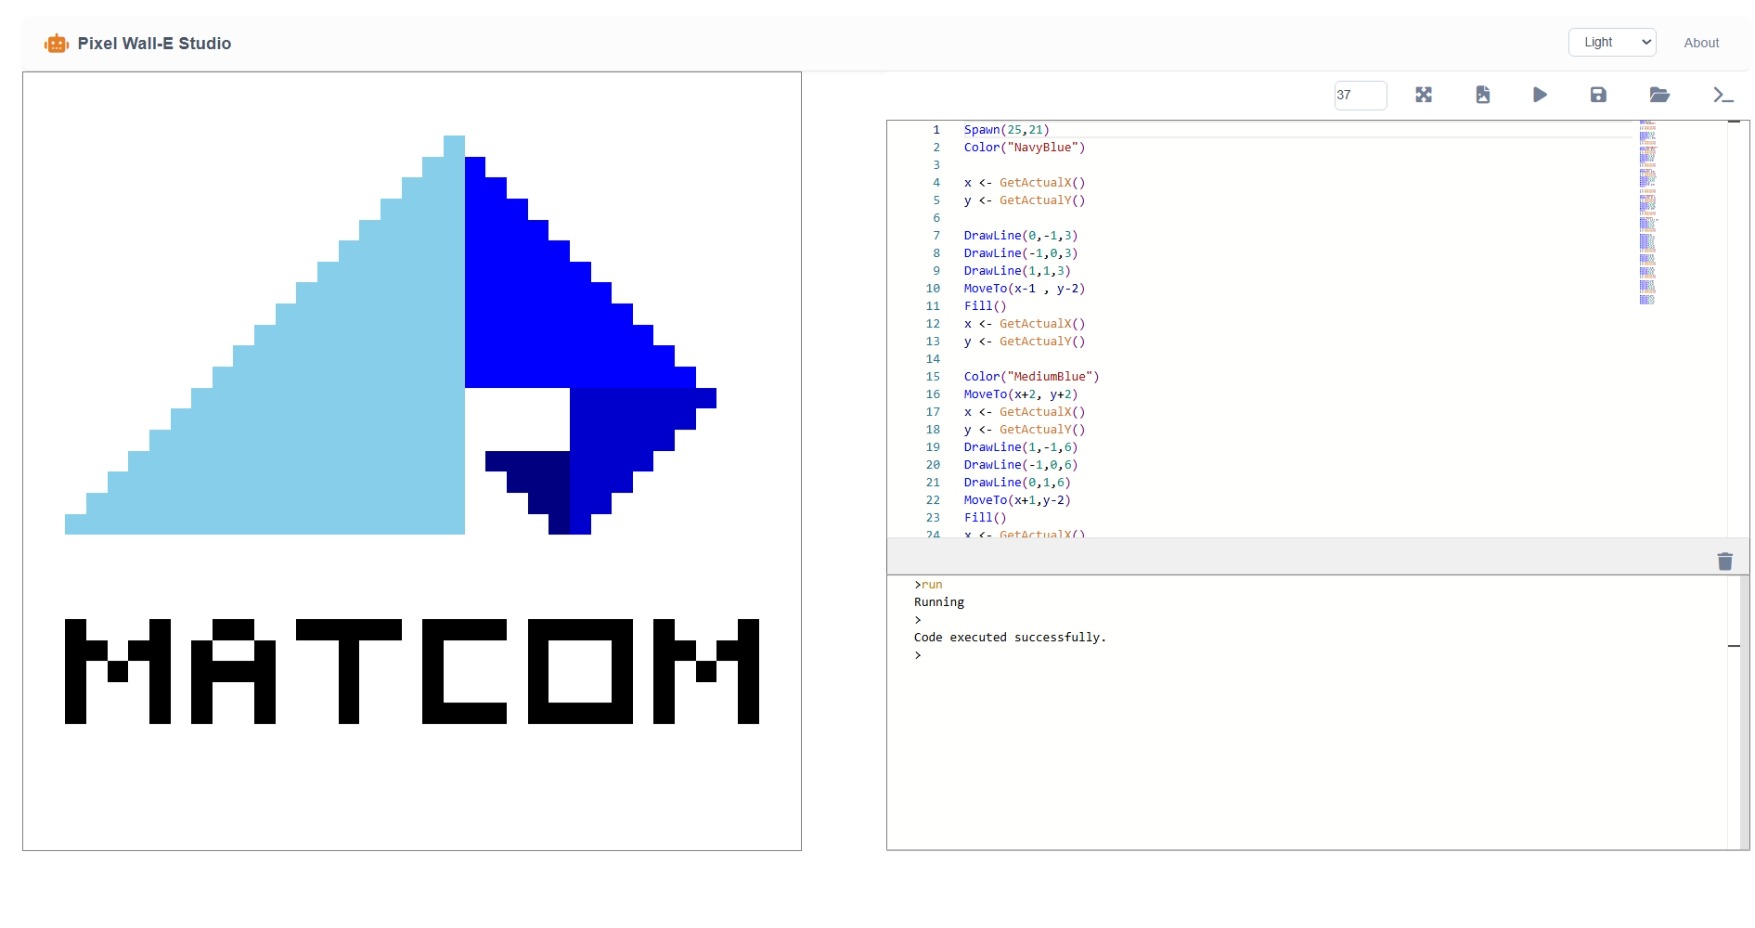 Pixel Wall-E Studio
Light
About
37
1 Spawn(25,21)
2 Color("NavyBlue")
3
4 x <- GetActualX()
5 y <- GetActualY()
6
7 DrawLine(0,-1,3)
8 DrawLine(-1,0,3)
9 DrawLine(1,1,3)
10 MoveTo(x-1 , y-2)
11 Fill()
12 x <- GetActualX()
13 y <- GetActualY()
14
15 Color("MediumBlue")
16 MoveTo(x+2, y+2)
17 x <- GetActualX()
18 y <- GetActualY()
19 DrawLine(1,-1,6)
20 DrawLine(-1,0,6)
21 DrawLine(0,1,6)
22 MoveTo(x+1,y-2)
23 Fill()
24 x <- GetActualX()
>run
Running
>
Code executed successfully.
>
MATCOM